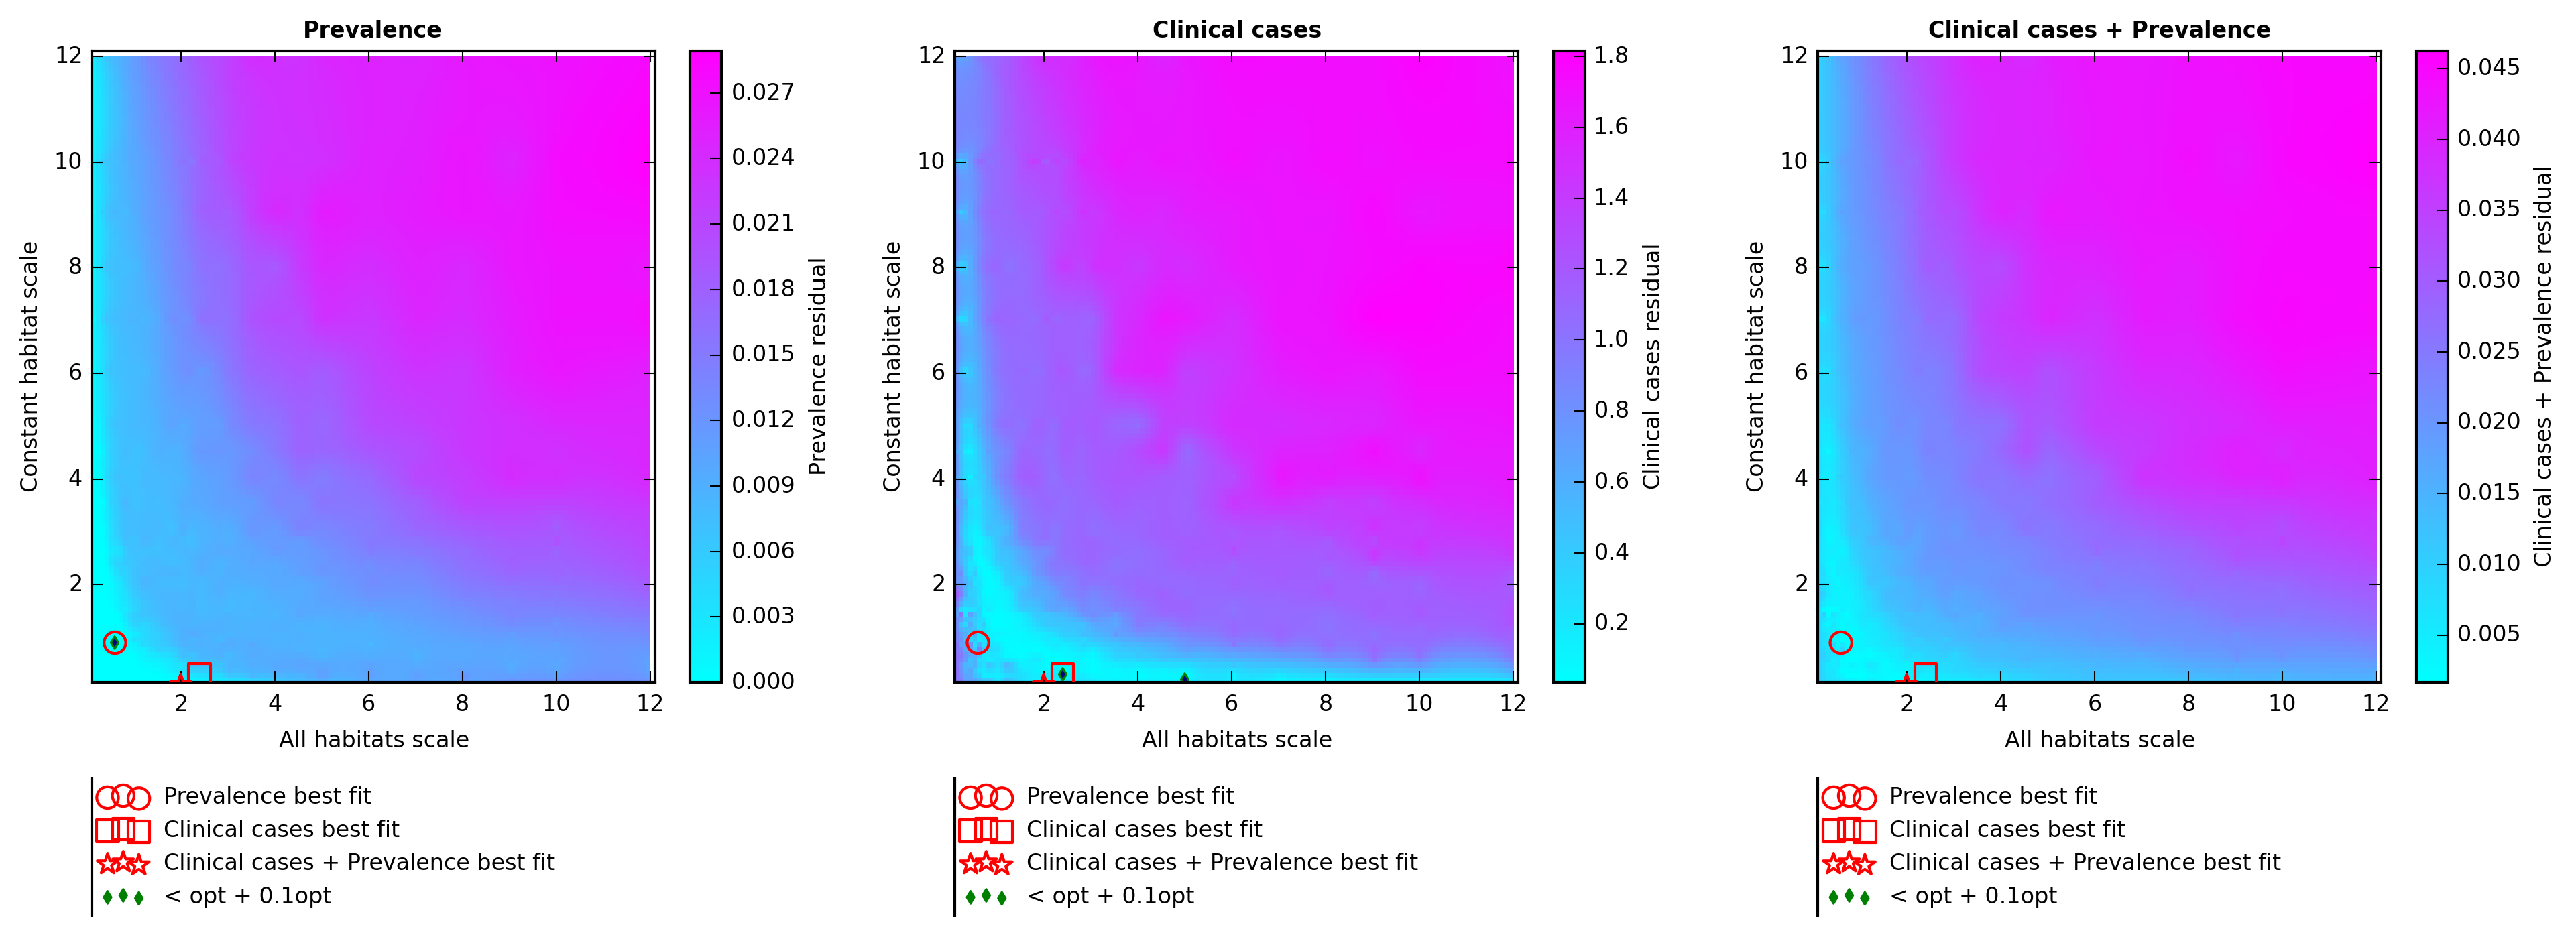 Prevalence
12
10
8
6
4
2
Constant habitat scale
2 4 6 8 10 12
All habitats scale
0.027
0.024
0.021
0.018
0.015
0.012
0.009
0.006
0.003
0.000
Prevalence residual
Prevalence best fit
Clinical cases best fit
Clinical cases + Prevalence best fit
< opt + 0.1opt
Clinical cases
12
10
8
6
4
2
Constant habitat scale
2 4 6 8 10 12
All habitats scale
1.8
1.6
1.4
1.2
1.0
0.8
0.6
0.4
0.2
Clinical cases residual
Prevalence best fit
Clinical cases best fit
Clinical cases + Prevalence best fit
< opt + 0.1opt
Clinical cases + Prevalence
12
10
8
6
4
2
Constant habitat scale
2 4 6 8 10 12
All habitats scale
0.045
0.040
0.035
0.030
0.025
0.020
0.015
0.010
0.005
Clinical cases + Prevalence residual
Prevalence best fit
Clinical cases best fit
Clinical cases + Prevalence best fit
< opt + 0.1opt